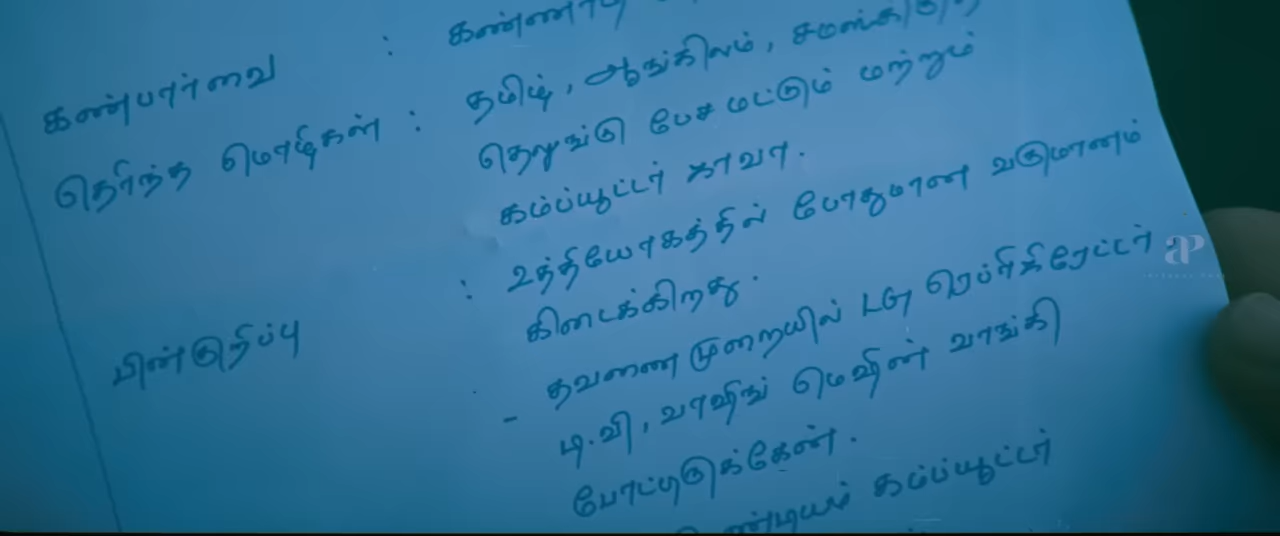 கண்பார்வை : கண்ணாடி
தெரிந்த மொழிகள் : தமிழ், ஆங்கிலம், சமஸ்கிருதம்
தெலுங்கு பேச மட்டும் மற்றும்
கம்ப்யூட்டர் காவா.
பின்குறிப்பு : உத்தியோகத்தில் போதுமான வருமானம்
கிடைக்கிறது.
- தவணை முறையில் LG ரெப்ரிஜிரேட்டர்
டி.வி, வாஷிங் மெஷின் வாங்கி
போட்டிருக்கேன்.
கம்ப்யூட்டர்